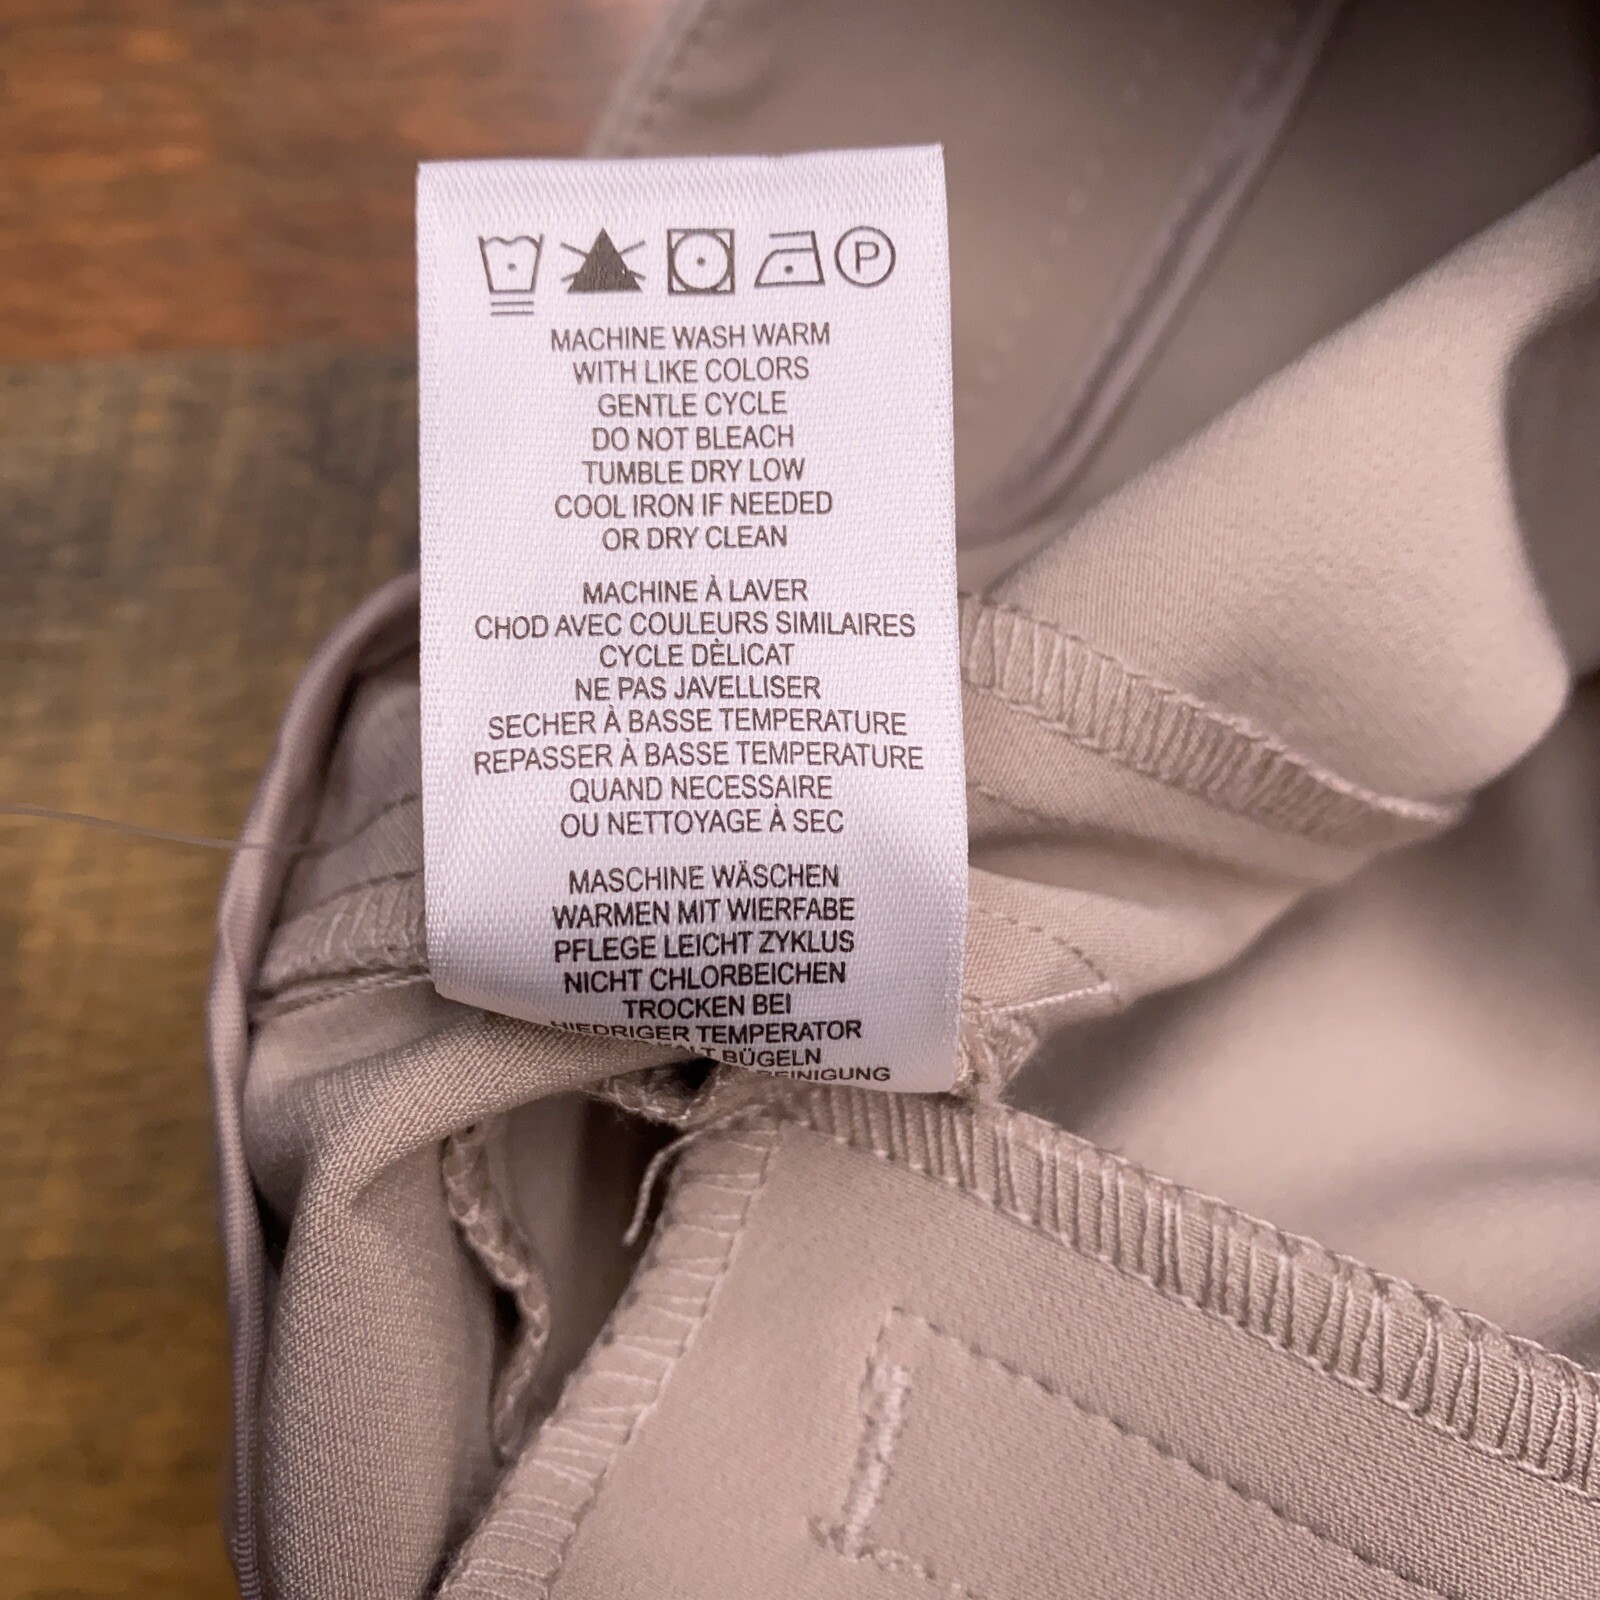 P
MACHINE WASH WARM
WITH LIKE COLORS
GENTLE CYCLE
DO NOT BLEACH
TUMBLE DRY LOW
COOL IRON IF NEEDED
OR DRY CLEAN
MACHINE À LAVER
CHOD AVEC COULEURS SIMILAIRES
CYCLE DÈLICAT
NE PAS JAVELLISER
SECHER À BASSE TEMPERATURE
REPASSER À BASSE TEMPERATURE
QUAND NECESSAIRE
OU NETTOYAGE À SEC
MASCHINE WÄSCHEN
WARMEN MIT WIERFABE
PFLEGE LEICHT ZYKLUS
NICHT CHLORBEICHEN
TROCKEN BEI
HIEDRIGER TEMPERATOR
BÜGELN